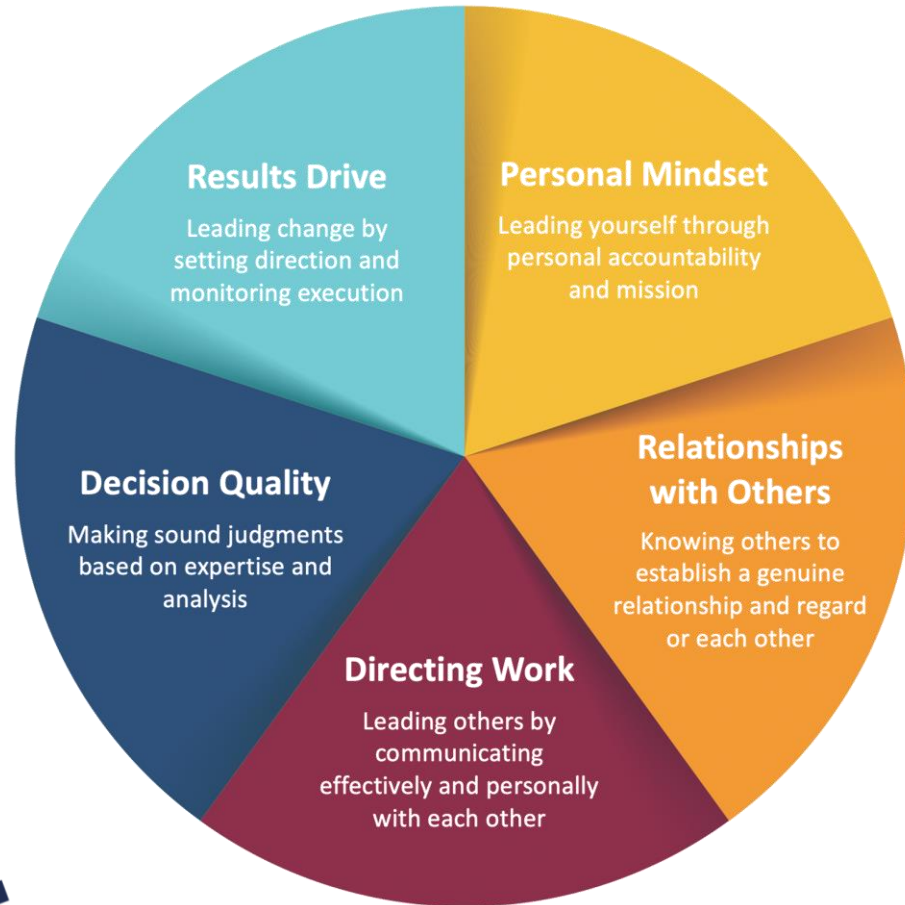 Results Drive
Leading change by
setting direction and
monitoring execution
Personal Mindset
Leading yourself through
personal accountability
and mission
Relationships
with Others
Knowing others to
establish a genuine
relationship and regard
or each other
Directing Work
Leading others by
communicating
effectively and personally
with each other
Decision Quality
Making sound judgments
based on expertise and
analysis